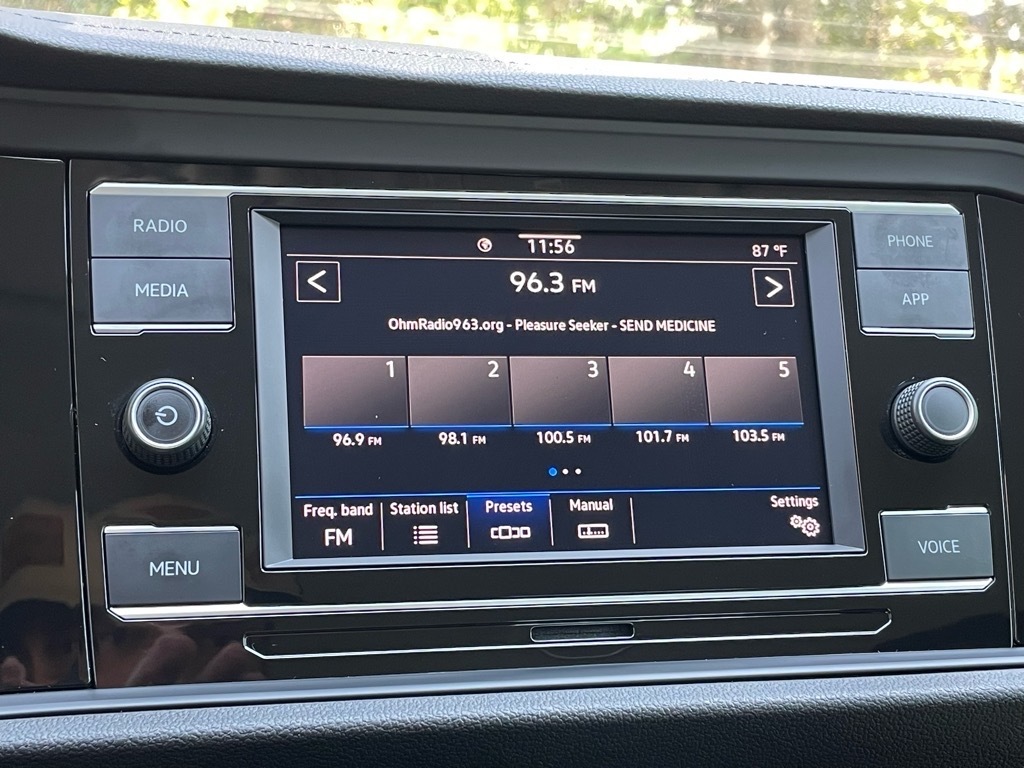 RADIO
MEDIA
MENU
11:56
87 °F
<
96.3 FM
>
OhmRadio963.org - Pleasure Seeker - SEND MEDICINE
1
2
3
4
5
96.9 FM
98.1 FM
100.5 FM
101.7 FM
103.5 FM
Freq. band
FM
Station list
Presets
Manual
Settings
PHONE
APP
VOICE